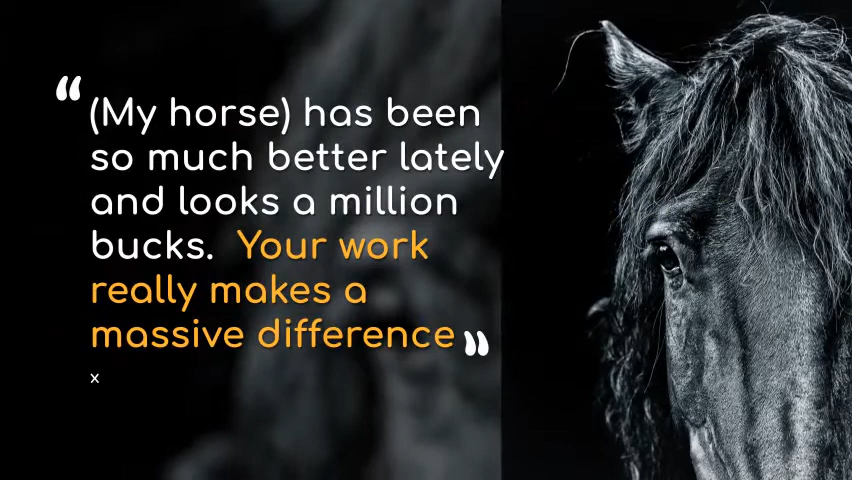 “(My horse) has been
so much better lately
and looks a million
bucks.  Your work
really makes a
massive difference”
x